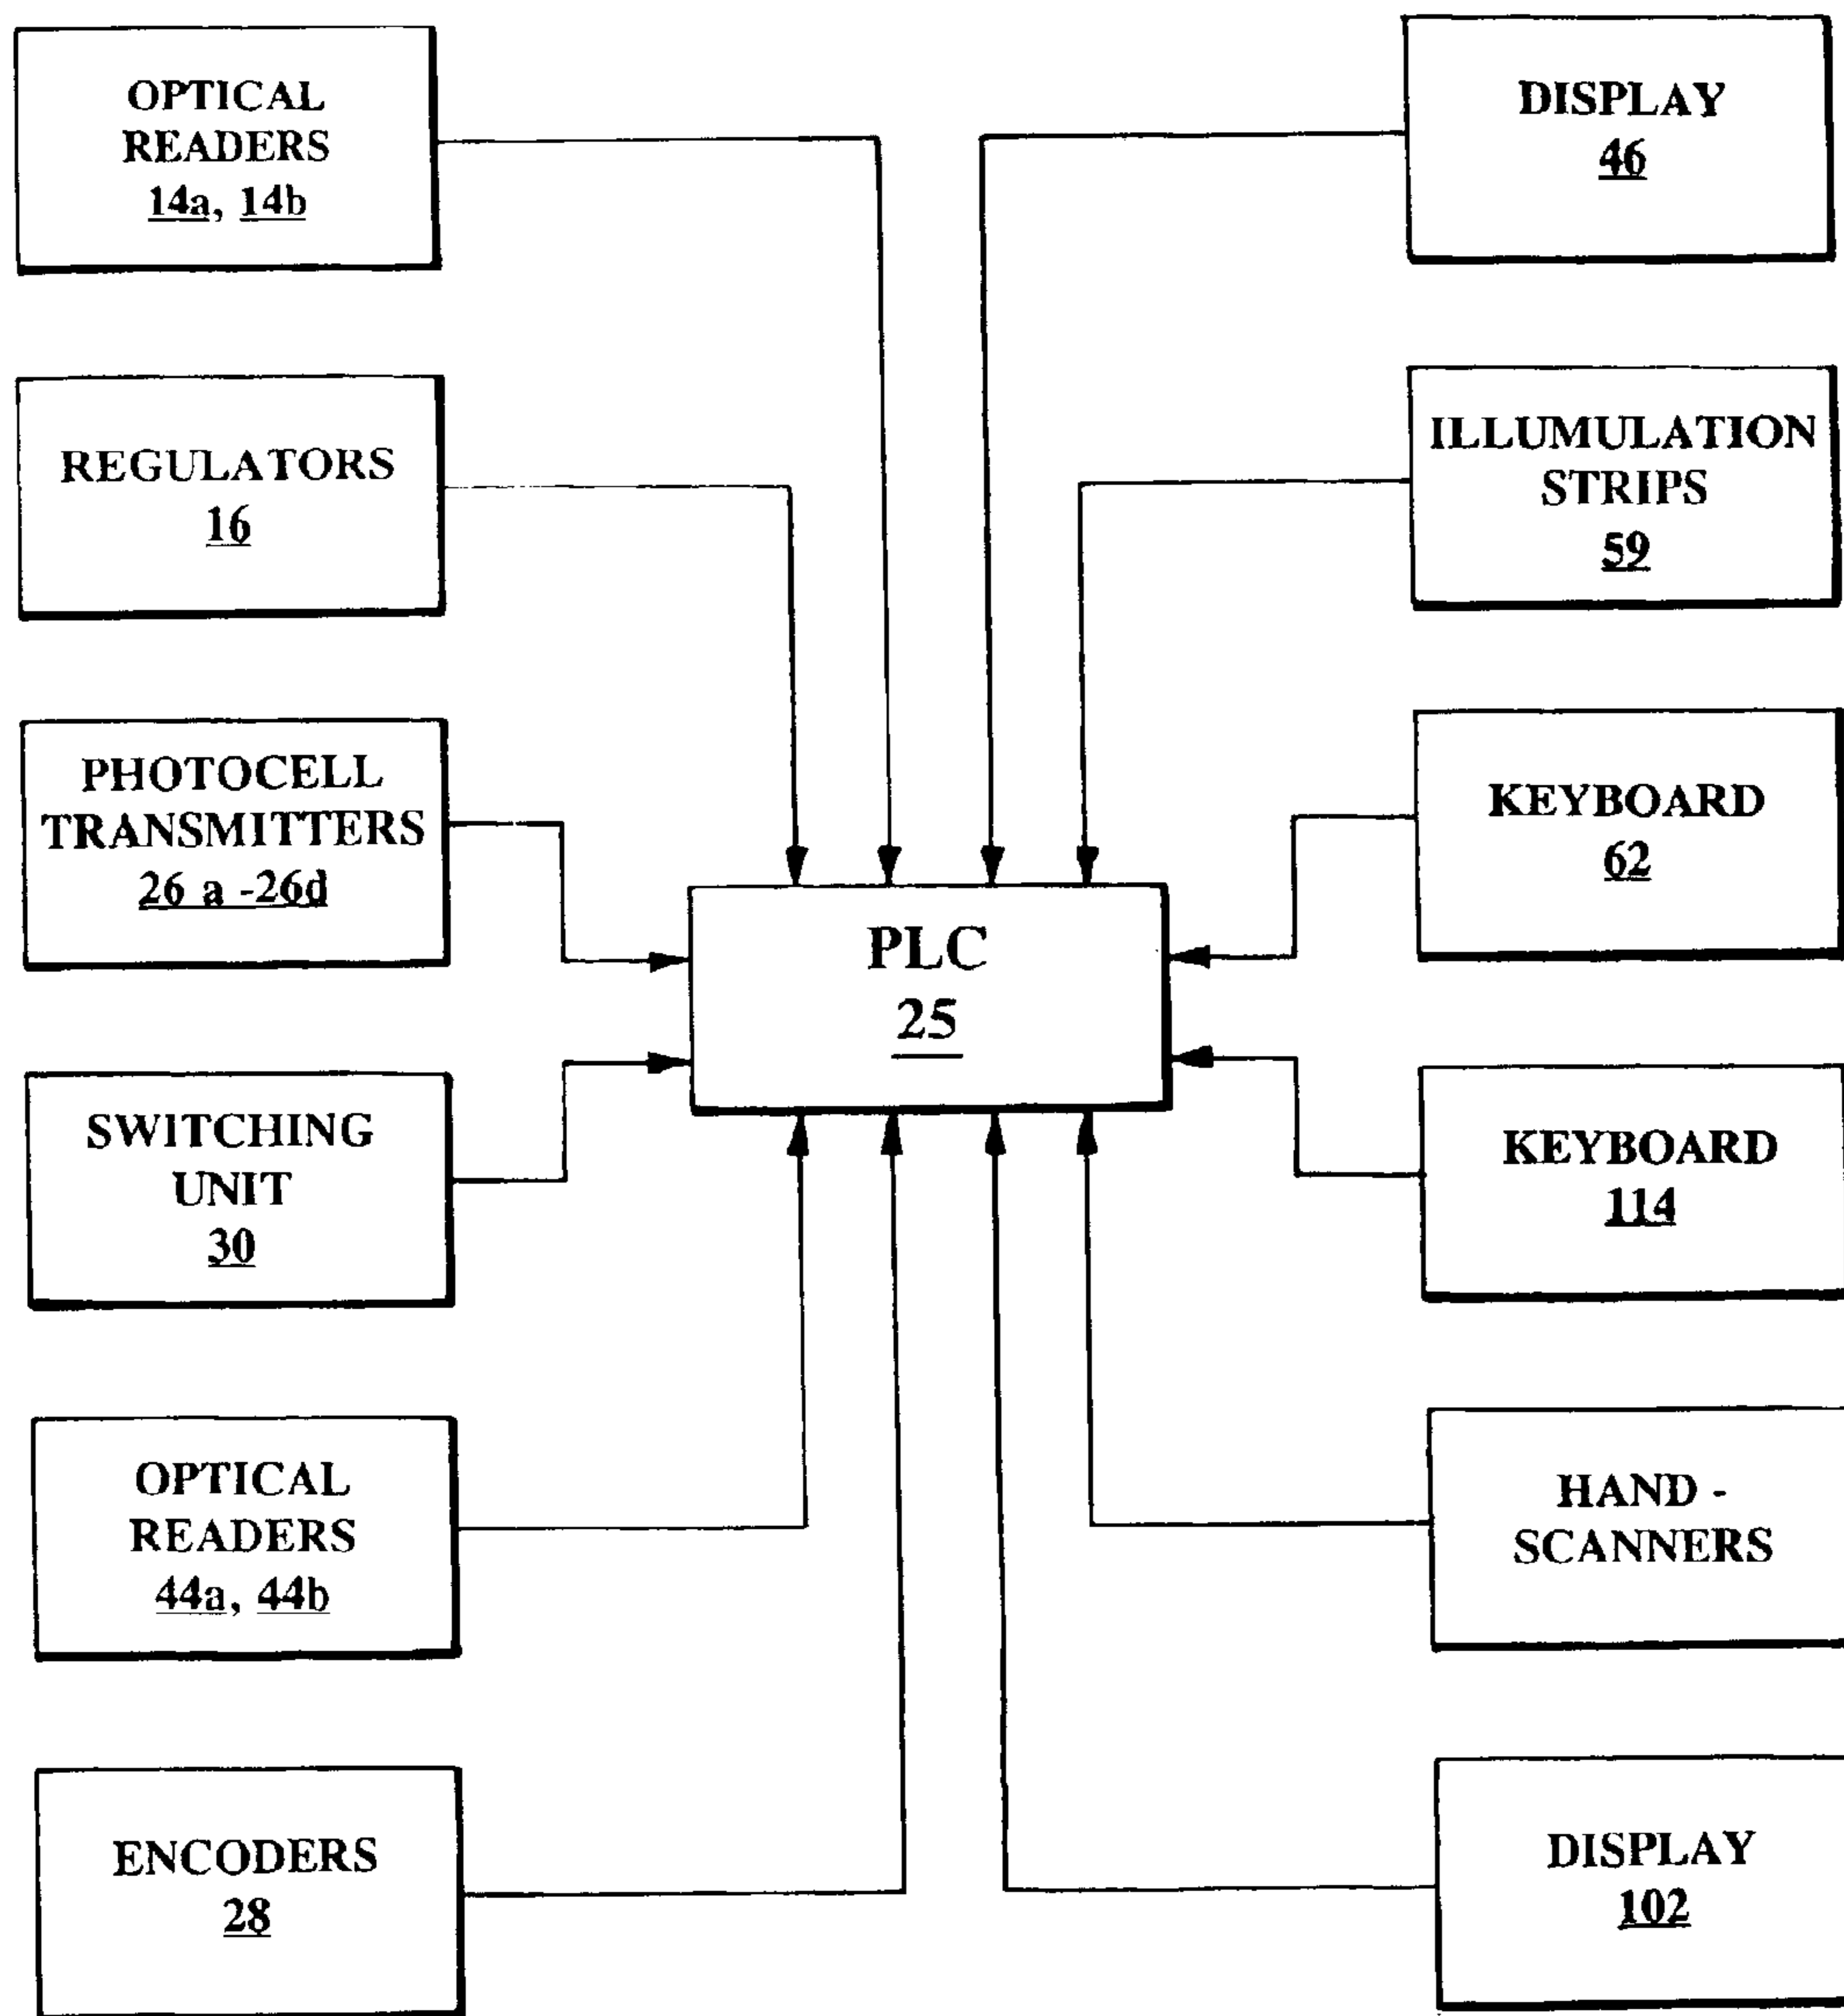 OPTICAL
READERS
14a, 14b
REGULATORS
16
PHOTOCELL
TRANSMITTERS
26 a -26d
SWITCHING
UNIT
30
OPTICAL
READERS
44a, 44b
ENCODERS
28
PLC
25
DISPLAY
46
ILLUMULATION
STRIPS
59
KEYBOARD
62
KEYBOARD
114
HAND -
SCANNERS
DISPLAY
102